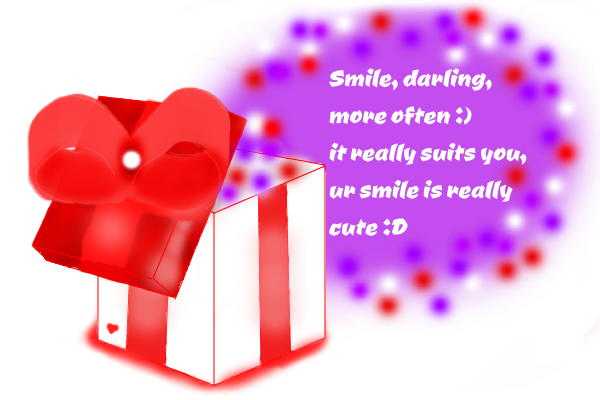 Smile, darling,
more often :)
it really suits you,
ur smile is really
cute :D